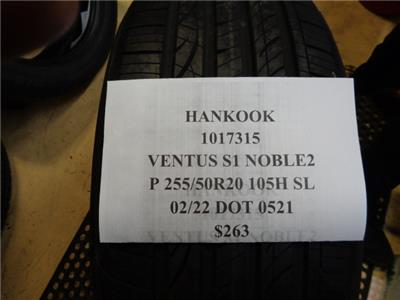 HANKOOK
1017315
VENTUS S1 NOBLE2
P 255/50R20 105H SL
02/22 DOT 0521
$263